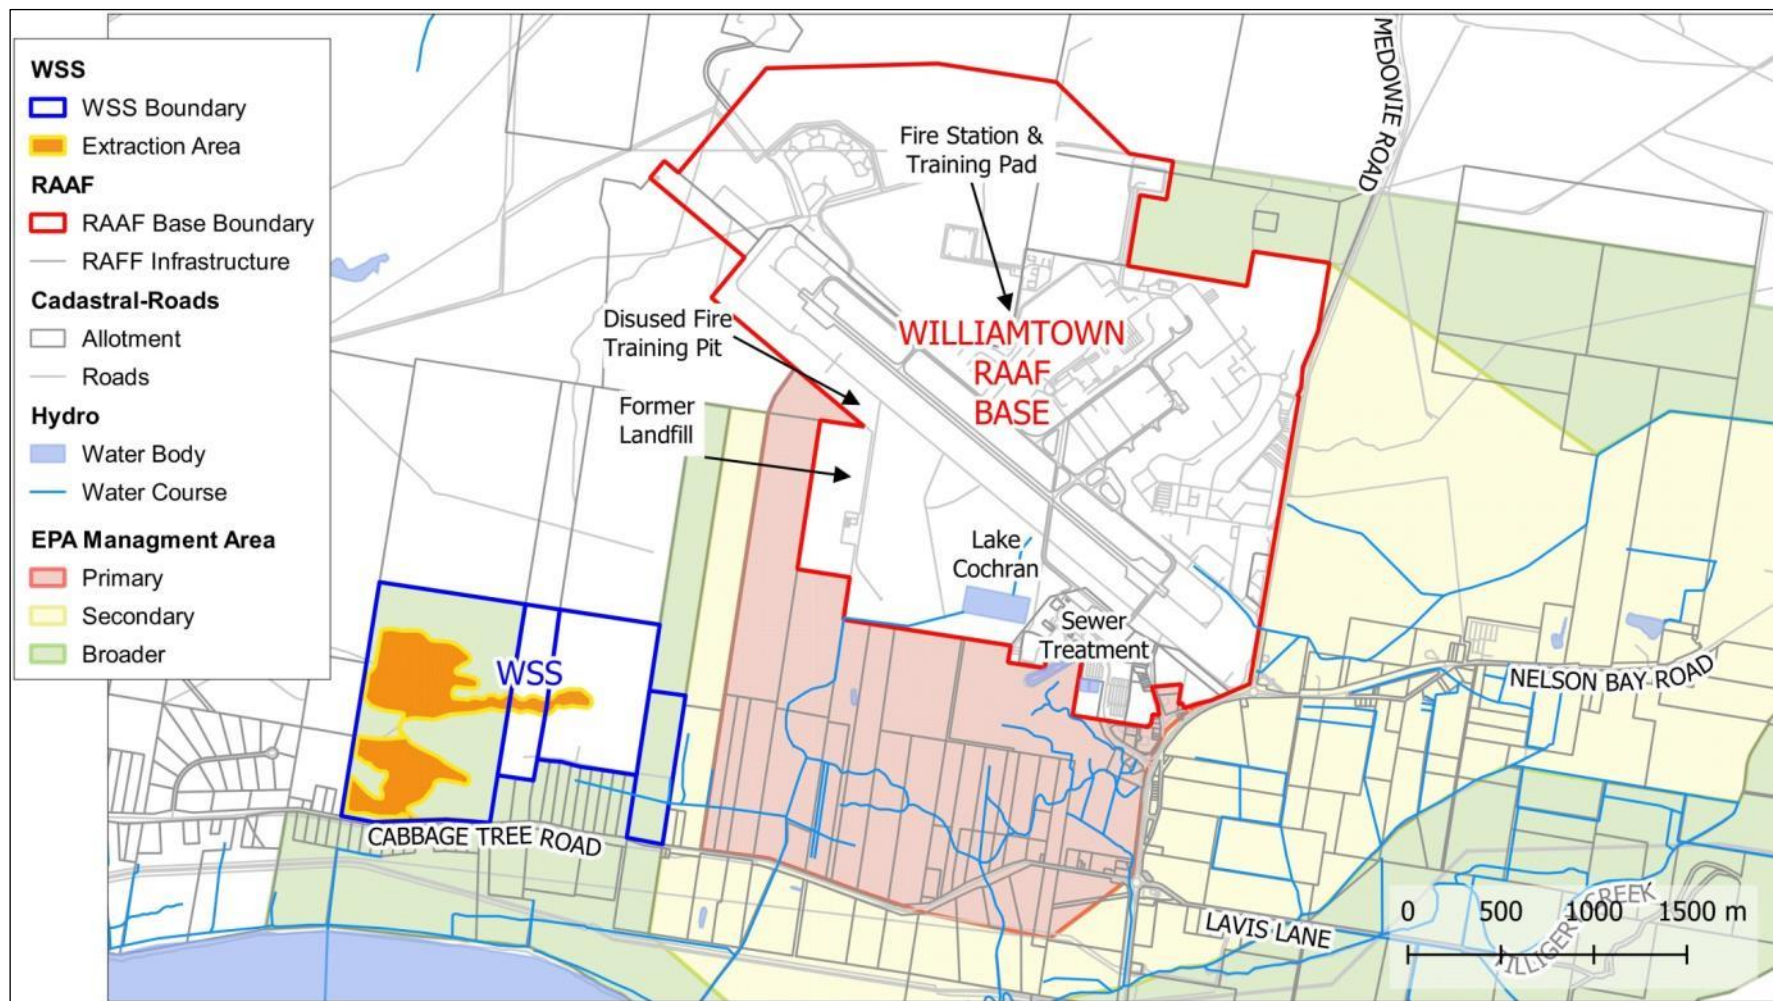 WSS
WSS Boundary
Extraction Area
RAAF
RAAF Base Boundary
RAFF Infrastructure
Cadastral-Roads
Allotment
Roads
Hydro
Water Body
Water Course
EPA Managment Area
Primary
Secondary
Broader
MEDOWIE ROAD
Fire Station &
Training Pad
Disused Fire
Training Pit
WILLIAMTOWN
RAAF
BASE
Former
Landfill
Lake
Cochran
Sewer
Treatment
WSS
NELSON BAY ROAD
CABBAGE TREE ROAD
LAVIS LANE
CREEK
0 500 1000 1500 m